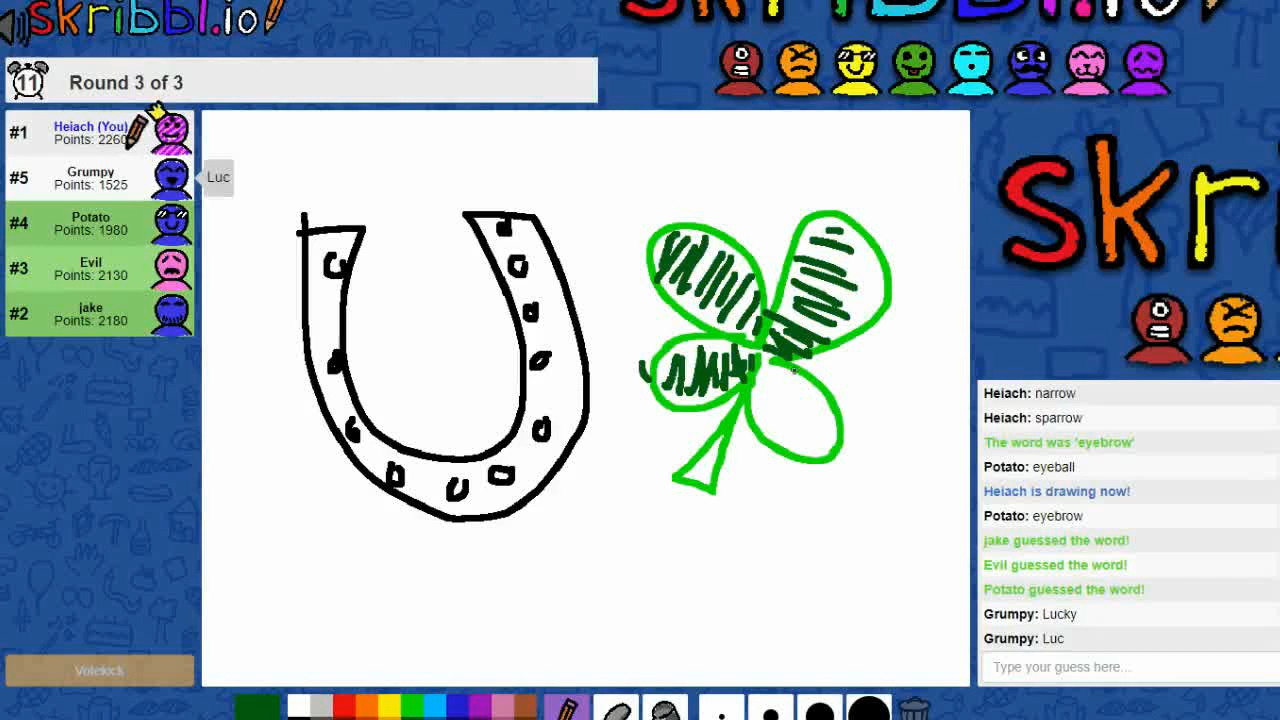 skribbl.io
skribbl.io
11
Round 3 of 3
#1
Heiach (You)
Points: 2260
#5
Grumpy
Points: 1525
#4
Potato
Points: 1980
#3
Evil
Points: 2130
#2
jake
Points: 2180
Luc
skr
Heiach: narrow
Heiach: sparrow
The word was 'eyebrow'
Potato: eyeball
Heiach is drawing now!
Potato: eyebrow
jake guessed the word!
Evil guessed the word!
Potato guessed the word!
Grumpy: Lucky
Grumpy: Luc
Type your guess here...
Votekick